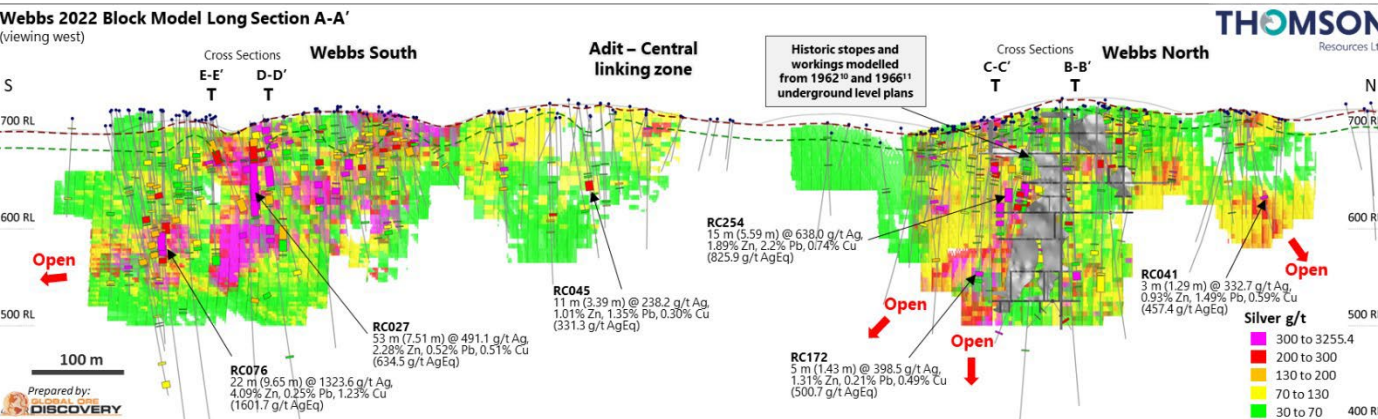 Webbs 2022 Block Model Long Section A-A’
(viewing west)
THOMSON
Resources Lt
Cross Sections
E-E’ D-D’
Webbs South
Adit – Central
linking zone
Historic stopes and
workings modelled
from 1962¹⁰ and 1966¹¹
underground level plans
Cross Sections
C-C’ B-B’
Webbs North
S
N
700 RL
700 RL
600 RL
600 RL
500 RL
500 RL
400 RL
Open
Open
Open
Open
RC254
15 m (5.59 m) @ 638.0 g/t Ag,
1.89% Zn, 2.2% Pb, 0.74% Cu
(825.9 g/t AgEq)
RC041
3 m (1.29 m) @ 332.7 g/t Ag,
0.93% Zn, 1.49% Pb, 0.59% Cu
(457.4 g/t AgEq)
RC045
11 m (3.39 m) @ 238.2 g/t Ag,
1.01% Zn, 1.35% Pb, 0.30% Cu
(331.3 g/t AgEq)
RC027
53 m (7.51 m) @ 491.1 g/t Ag,
2.28% Zn, 0.52% Pb, 0.51% Cu
(634.5 g/t AgEq)
RC172
5 m (1.43 m) @ 398.5 g/t Ag,
1.31% Zn, 0.21% Pb, 0.49% Cu
(500.7 g/t AgEq)
RC076
22 m (9.65 m) @ 1323.6 g/t Ag,
4.09% Zn, 0.25% Pb, 1.23% Cu
(1601.7 g/t AgEq)
100 m
Prepared by:
GLOBAL ORE
DISCOVERY
Silver g/t
300 to 3255.4
200 to 300
130 to 200
70 to 130
30 to 70